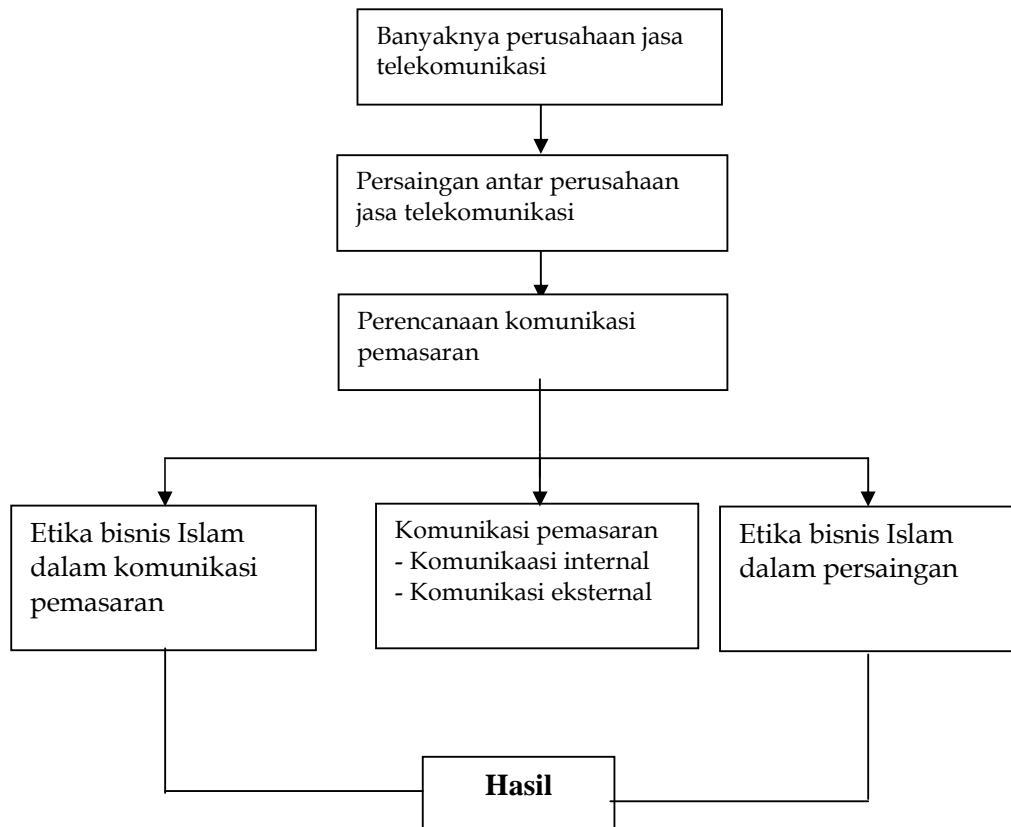 Banyaknya perusahaan jasa
telekomunikasi
Persaingan antar perusahaan
jasa telekomunikasi
Perencanaan komunikasi
pemasaran
Etika bisnis Islam
dalam komunikasi
pemasaran
Komunikasi pemasaran
- Komunikaasi internal
- Komunikasi eksternal
Etika bisnis Islam
dalam persaingan
Hasil